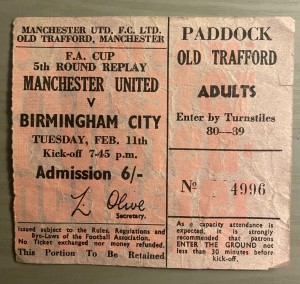 MANCHESTER UTD. F.C. LTD.
OLD TRAFFORD, MANCHESTER
F.A. CUP
5th ROUND REPLAY
MANCHESTER UNITED
V
BIRMINGHAM CITY
TUESDAY, FEB. 11th
Kick-off 7-45 p.m.
Admission 6/-
L Olive
Secretary.
Issued subject to the Rules, Regulations and
Bye-Laws of the Football Association.
No Ticket exchanged nor money refunded.
This Portion To Be Retained
PADDOCK
OLD TRAFFORD
ADULTS
Enter by Turnstiles
80—39
No 4996
As a capacity attendance is
expected, it is strongly
recommended that patrons
ENTER THE GROUND not
less than 30 minutes before
kick-off.